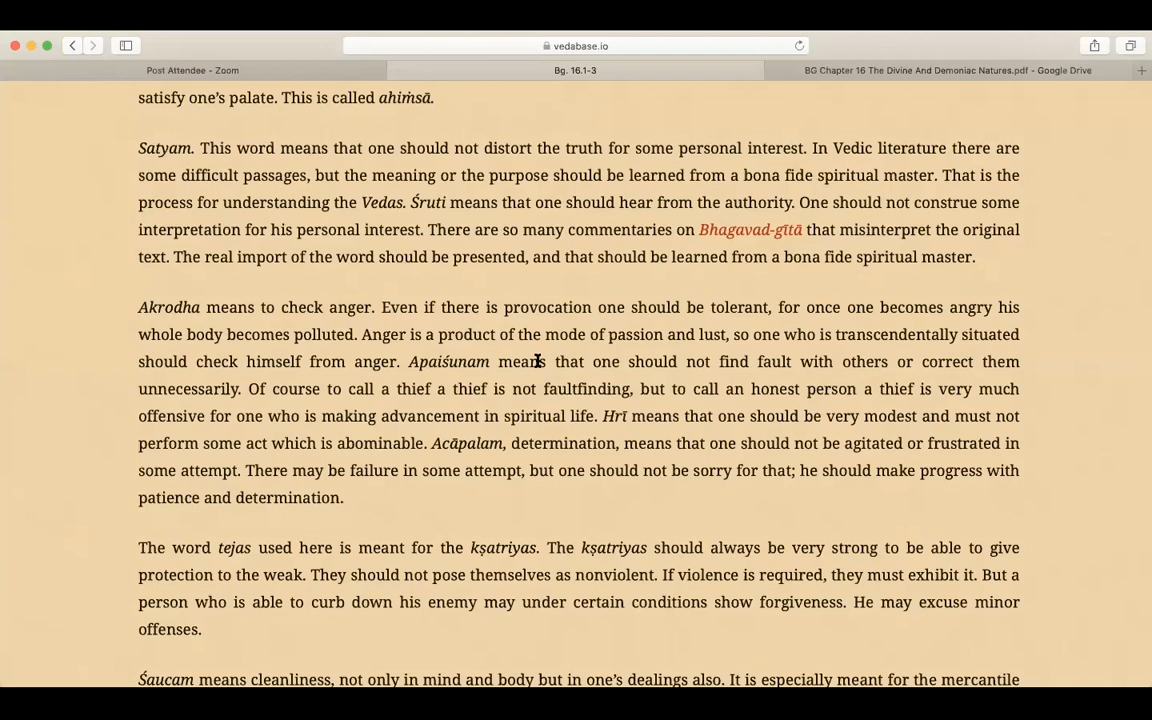 vedabase.io
Post Attendee - Zoom
Bg. 16.1-3
BG Chapter 16 The Divine And Demoniac Natures.pdf - Google Drive
satisfy one’s palate. This is called ahiṁsā.
Satyam. This word means that one should not distort the truth for some personal interest. In Vedic literature there are
some difficult passages, but the meaning or the purpose should be learned from a bona fide spiritual master. That is the
process for understanding the Vedas. Śruti means that one should hear from the authority. One should not construe some
interpretation for his personal interest. There are so many commentaries on Bhagavad-gītā that misinterpret the original
text. The real import of the word should be presented, and that should be learned from a bona fide spiritual master.
Akrodha means to check anger. Even if there is provocation one should be tolerant, for once one becomes angry his
whole body becomes polluted. Anger is a product of the mode of passion and lust, so one who is transcendentally situated
should check himself from anger. Apaiśunam means that one should not find fault with others or correct them
unnecessarily. Of course to call a thief a thief is not faultfinding, but to call an honest person a thief is very much
offensive for one who is making advancement in spiritual life. Hrī means that one should be very modest and must not
perform some act which is abominable. Acāpalam, determination, means that one should not be agitated or frustrated in
some attempt. There may be failure in some attempt, but one should not be sorry for that; he should make progress with
patience and determination.
The word tejas used here is meant for the kṣatriyas. The kṣatriyas should always be very strong to be able to give
protection to the weak. They should not pose themselves as nonviolent. If violence is required, they must exhibit it. But a
person who is able to curb down his enemy may under certain conditions show forgiveness. He may excuse minor
offenses.
Śaucam means cleanliness, not only in mind and body but in one’s dealings also. It is especially meant for the mercantile